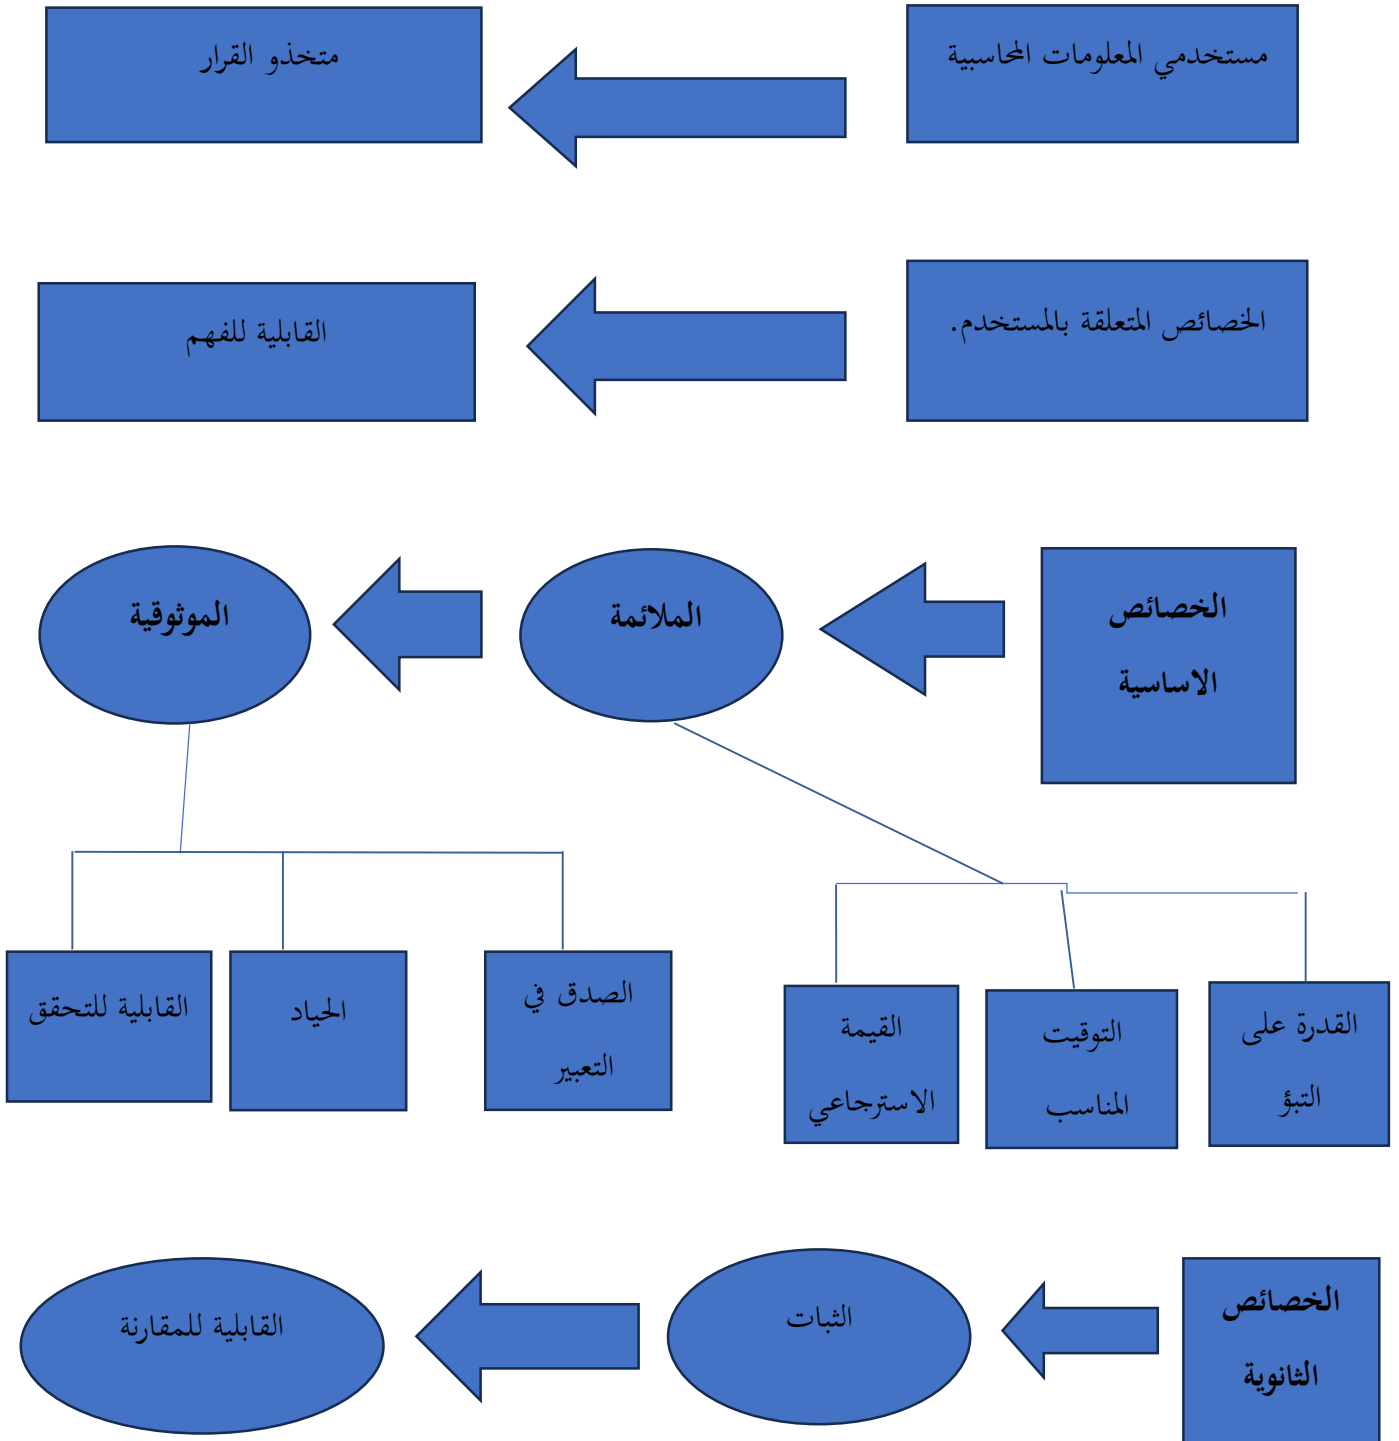 مستخدمي المعلومات المحاسبية
متخذو القرار
الخصائص المتعلقة بالمستخدم.
القابلية للفهم
الخصائص
الاساسية
الملائمة
الموثوقية
القدرة على
التبؤ
التوقيت
المناسب
القيمة
الاسترجاعي
الصدق في
التعبير
الحياد
القابلية للتحقق
الخصائص
الثانوية
الثبات
القابلية للمقارنة